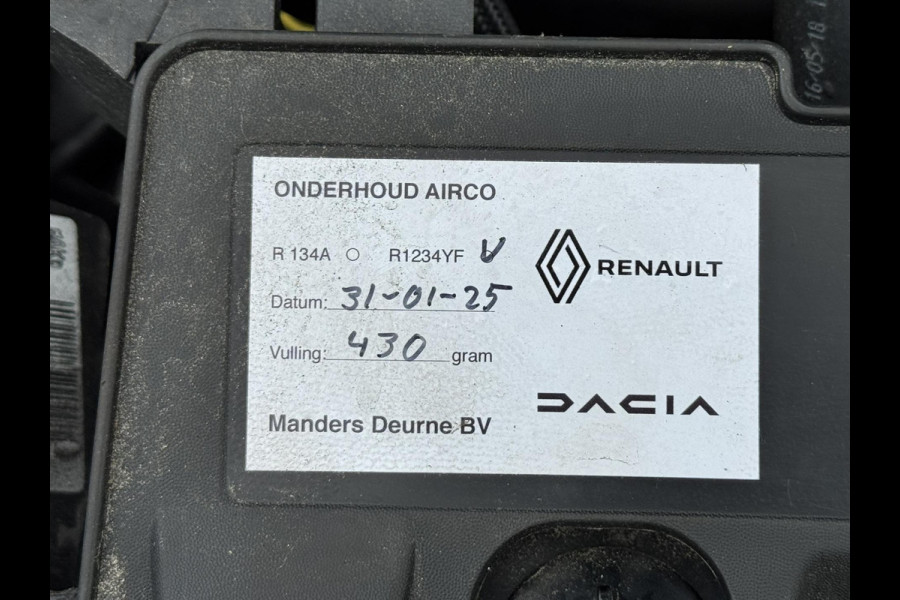 ONDERHOUD AIRCO
R 134A R1234YF V
Datum: 31-01-25
Vulling: 430 gram
Manders Deurne BV
RENAULT
DACIA
16-05-18